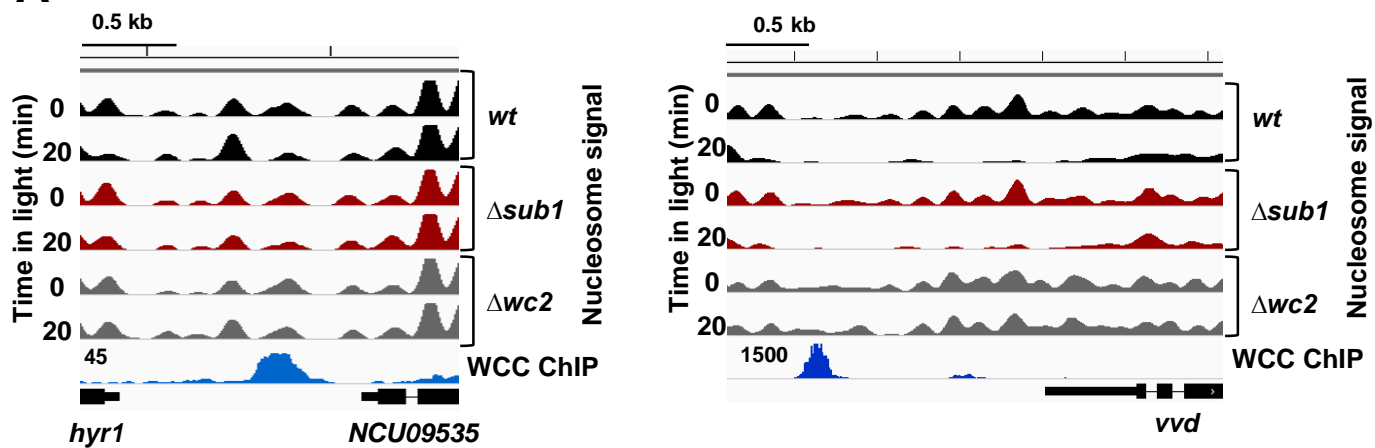 0.5 kb
Time in light (min)
0
20
0
20
0
20
wt
Δsub1
Δwc2
Nucleosome signal
45
WCC ChIP
hyr1
NCU09535
0.5 kb
Time in light (min)
0
20
0
20
0
20
wt
Δsub1
Δwc2
Nucleosome signal
1500
WCC ChIP
vvd